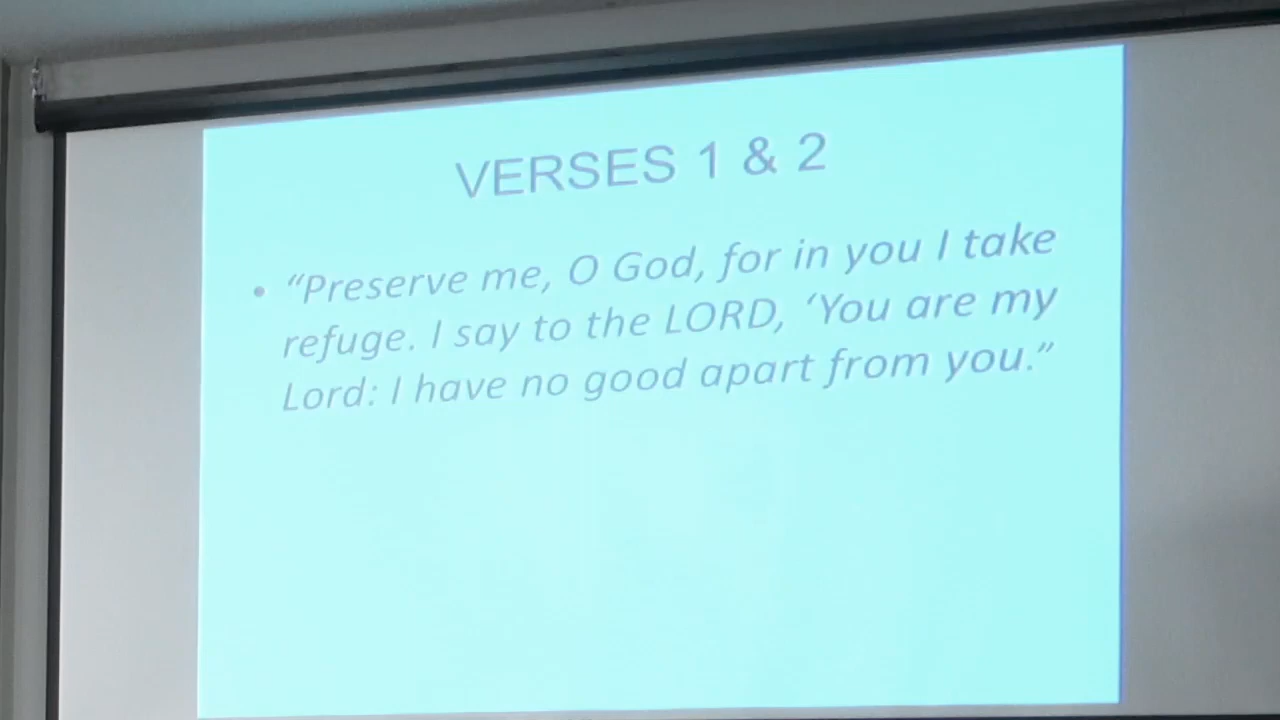 VERSES 1 & 2
• “Preserve me, O God, for in you I take
refuge. I say to the LORD, ‘You are my
Lord: I have no good apart from you.”